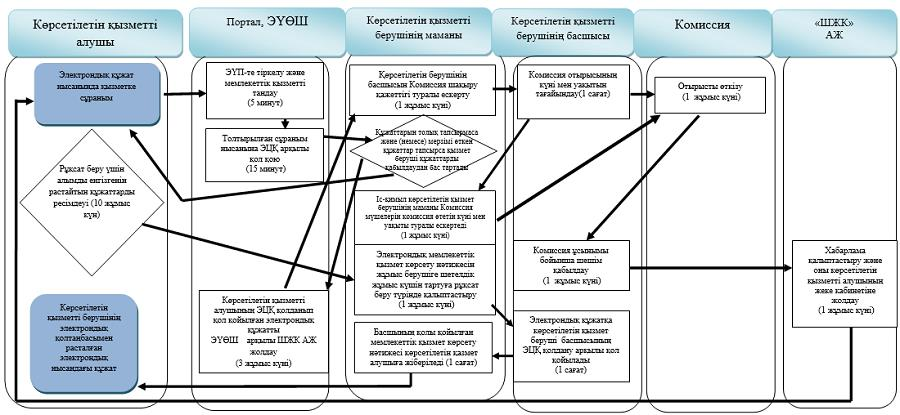 Көрсетілетін қызметті
алушы
Портал, ЭҮӨШ
Көрсетілетін қызметті
берушінің маманы
Көрсетілетін қызметті
берушінің басшысы
Комиссия
«ШЖК»
АЖ
Электрондық құжат
нысанында қызметке
сұраным
Рұқсат беру үшін
алымды енгізгенін
растайтын құжаттарды
ресімдеуі (10 жұмыс
күн)
Көрсетілетін
қызметті берушінің
электрондық
қолтаңбасымен
расталған
электрондық
нысандағы құжат
ЭҮП-те тіркелу және
мемлекеттік қызметті
таңдау
(5 минут)
Толтырылған сұраным
нысанына ЭЦҚ арқылы
қол қою
(15 минут)
Көрсетілетін қызметті
алушының ЭЦҚ қолданып
қол қойылған электрондық
құжатты
ЭҮӨШ арқылы ШЖК АЖ
жолдау
(3 жұмыс күні)
Көрсетілетін берушінің
басшысын Комиссия шақыру
қажеттігі туралы ескерту
(1 жұмыс күні)
Құжаттарын толық тапсырмаса
және (немесе) мерзімі өткен
құжаттар тапсырса қызмет
беруші құжаттарды
қабылдаудан бас тартады
Іс-қимыл көрсетілетін қызмет
берушінің маманы Комиссия
мүшелерін комиссия өтетін күні мен
уақыты туралы ескертеді
(1 жұмыс күні)
Электрондық мемлекеттік
қызмет көрсету нәтижесін
жұмыс берушіге шетелдік
жұмыс күшін тартуға рұқсат
беру түрінде қалыптастыру
(1 жұмыс күні)
Басшының қолы қойылған
мемлекеттік қызмет көрсету
нәтижесі көрсетілетін қызмет
алушыға жіберіледі (1 сағат)
Комиссия отырысының
күні мен уақытын
тағайындау(1 сағат)
Комиссия ұсынымы
бойынша шешім
қабылдау
(1 жұмыс күні)
Электрондық құжатқа
көрсетілетін қызмет
беруші басшысының
ЭЦҚ қолдану арқылы қол
қойылады
(1 сағат)
Отырысты өткізу
(1 жұмыс күні)
Хабарлама
қалыптастыру және
оны көрсетілетін
қызметті алушының
жеке кабинетіне
жолдау
(1 жұмыс күні)